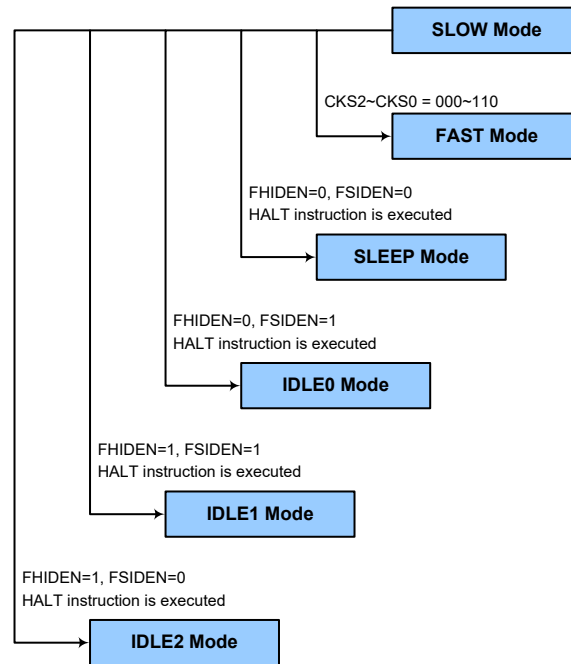 SLOW Mode
CKS2~CKS0 = 000~110
FAST Mode
FHIDEN=0, FSIDEN=0
HALT instruction is executed
SLEEP Mode
FHIDEN=0, FSIDEN=1
HALT instruction is executed
IDLE0 Mode
FHIDEN=1, FSIDEN=1
HALT instruction is executed
IDLE1 Mode
FHIDEN=1, FSIDEN=0
HALT instruction is executed
IDLE2 Mode